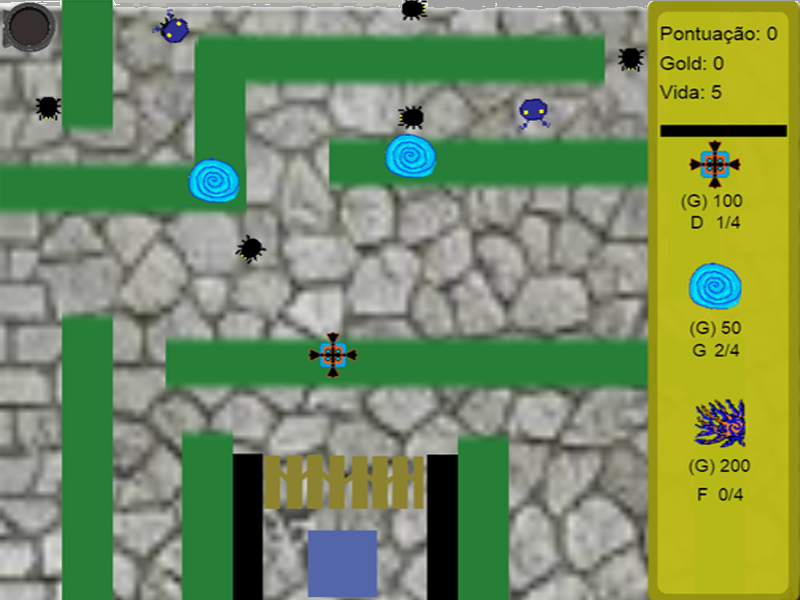 Pontuação: 0
Gold: 0
Vida: 5
(G) 100
D 1/4
(G) 50
G 2/4
(G) 200
F 0/4